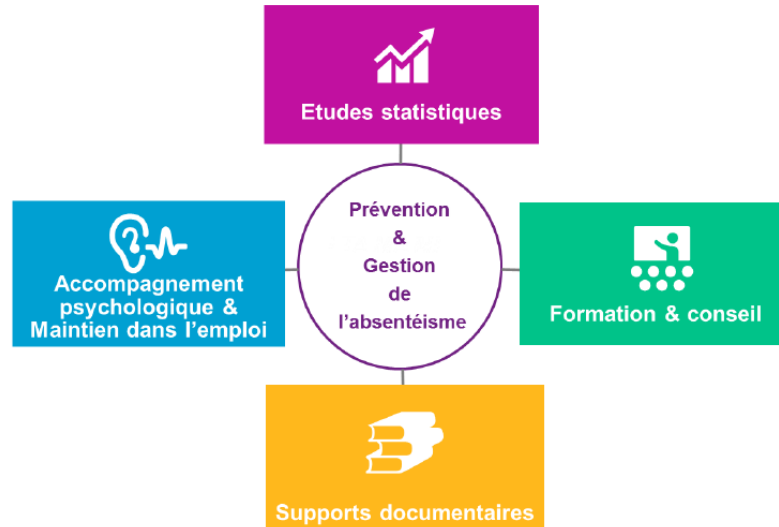 Etudes statistiques
Prévention
&
Gestion
de
l'absentéisme
Accompagnement
psychologique &
Maintien dans l'emploi
Formation & conseil
Supports documentaires